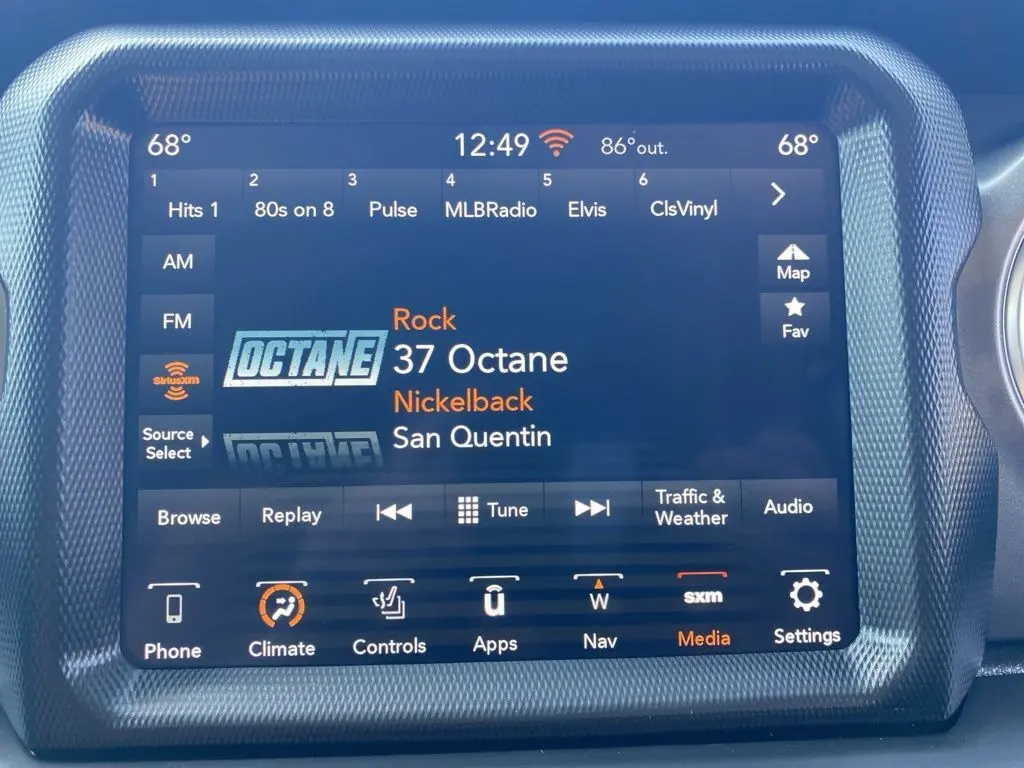 68° 12:49 86°out. 68°
1 2 3 4 5 6
Hits 1 80s on 8 Pulse MLBRadio Elvis ClsVinyl
AM
Map
FM
Fav
Rock
OCTANE
37 Octane
SiriusXM
Nickelback
Source
Select
San Quentin
OCTANE
Browse Replay Tune Traffic &
Weather Audio
u W sxm
Phone Climate Controls Apps Nav Media Settings